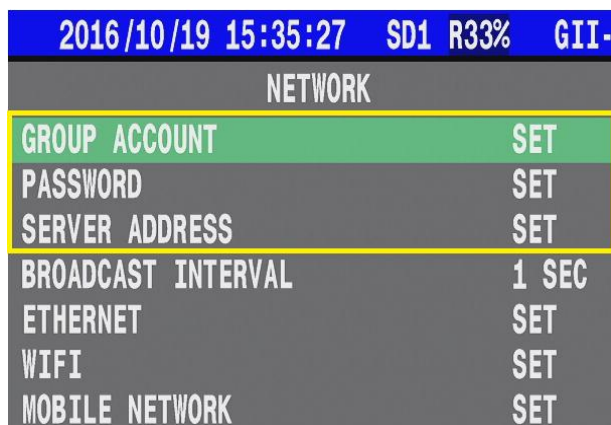 2016/10/19 15:35:27 SD1 R33% GII-
NETWORK
GROUP ACCOUNT SET
PASSWORD SET
SERVER ADDRESS SET
BROADCAST INTERVAL 1 SEC
ETHERNET SET
WIFI SET
MOBILE NETWORK SET